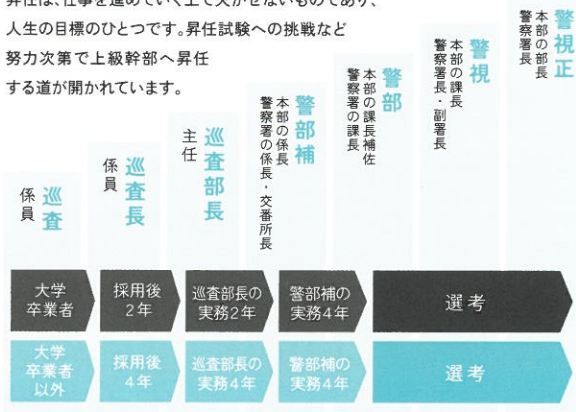 昇任は、仕事を進めていく上で欠かせないものであり、
人生の目標のひとつです。昇任試験への挑戦など
努力次第で上級幹部へ昇任
する道が開かれています。
巡査
係員
巡査長
係員
巡査部長
主任
警部補
本部の係長
警察署の係長・交番所長
警部
本部の課長補佐
警察署の課長
警視
本部の課長
警察署長・副署長
警視正
本部の部長
警察署長
大学
卒業者
採用後
2年
巡査部長の
実務2年
警部補の
実務4年
選考
大学
卒業者
以外
採用後
4年
巡査部長の
実務4年
警部補の
実務4年
選考